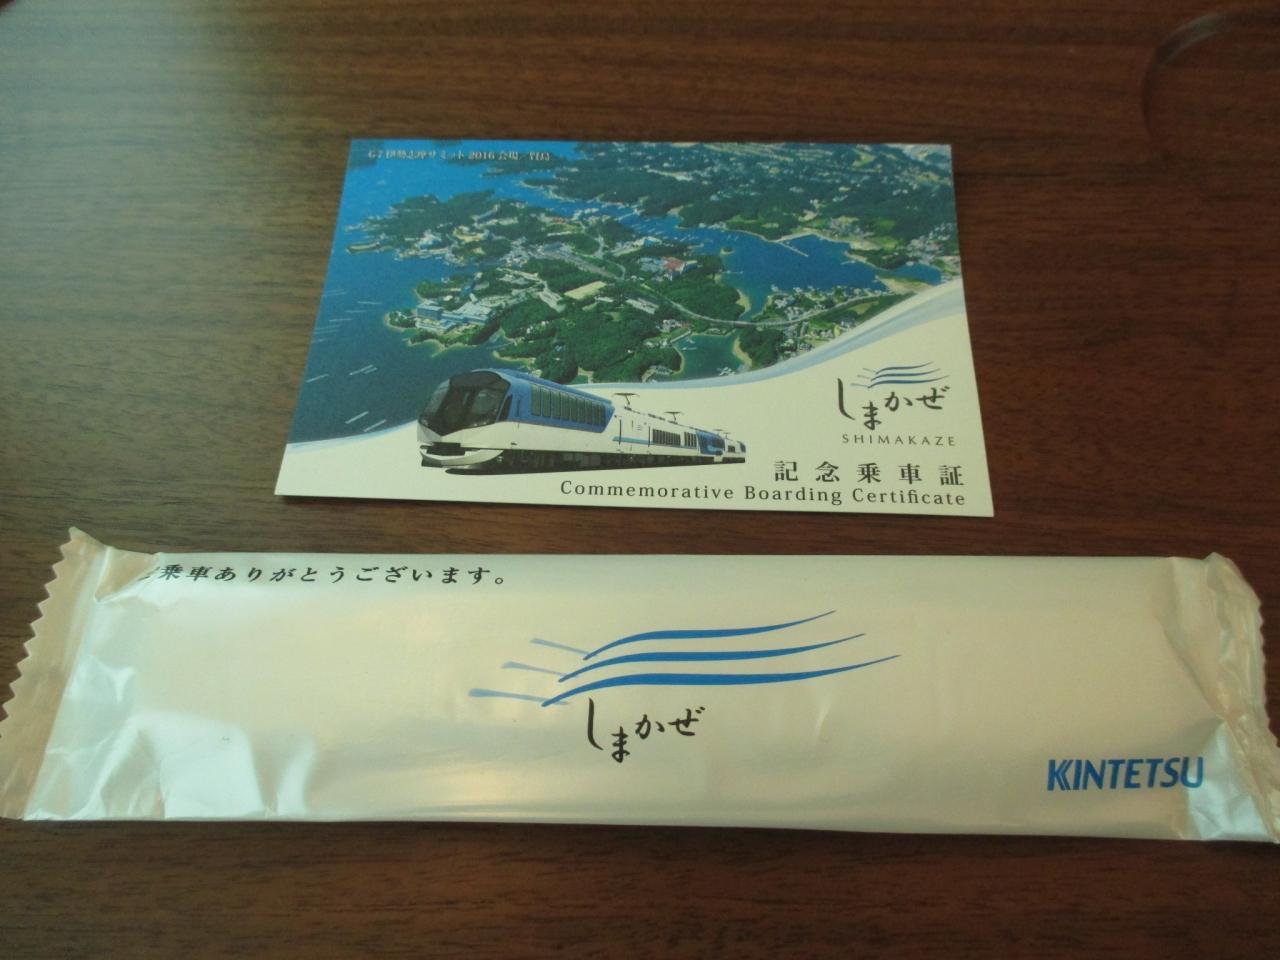 G7伊勢志摩サミット2016会場／賢島
しまかぜ
SHIMAKAZE
記念乗車証
Commemorative Boarding Certificate
乗車ありがとうございます。
しまかぜ
KINTETSU